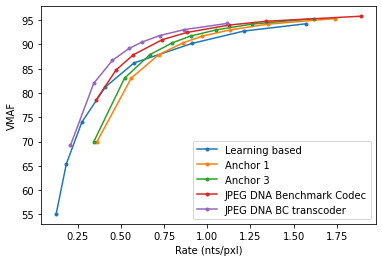 95
90
85
80
75
70
65
60
55
VMAF
Learning based
Anchor 1
Anchor 3
JPEG DNA Benchmark Codec
JPEG DNA BC transcoder
0.25 0.50 0.75 1.00 1.25 1.50 1.75
Rate (nts/pxl)